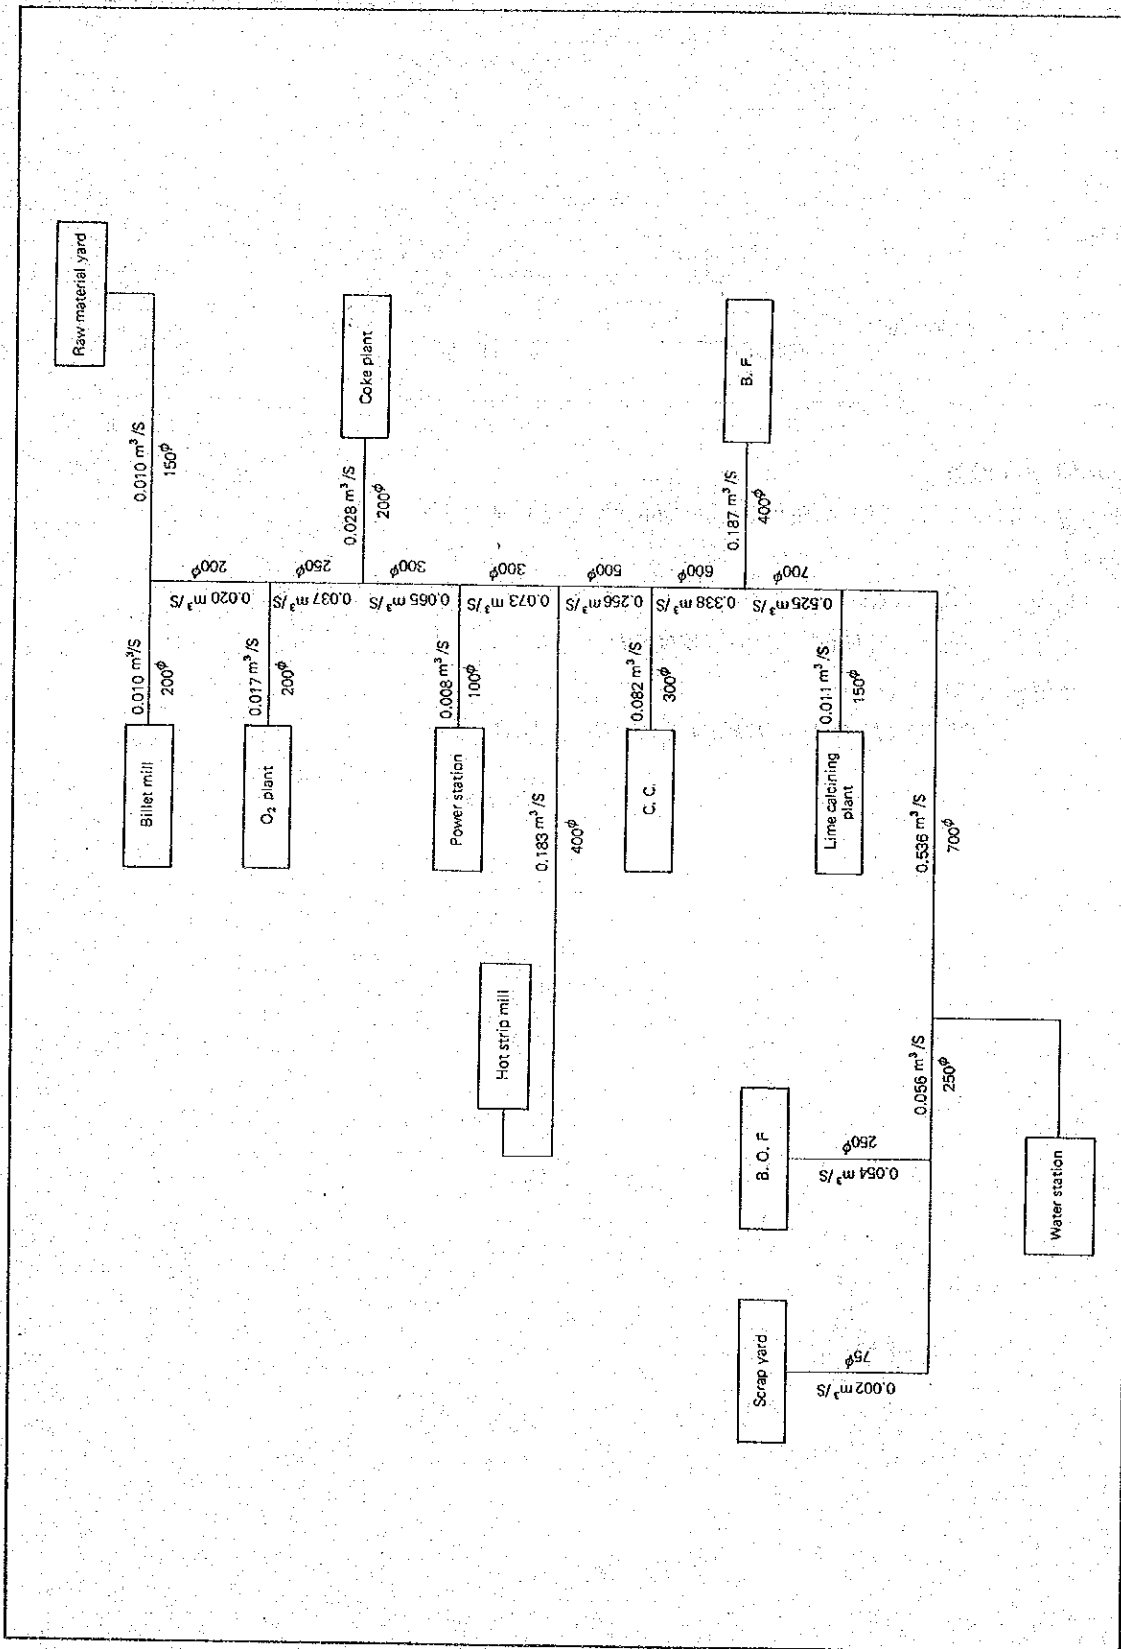 Raw material yard
0.010 m³/S
150φ
Billet mill
0.010 m³/S
200φ
200φ
0.020 m³/S
O₂ plant
0.017 m³/S
200φ
250φ
0.037 m³/S
Coke plant
0.028 m³/S
200φ
300φ
0.065 m³/S
Power station
0.008 m³/S
100φ
300φ
0.073 m³/S
Hot strip mill
0.183 m³/S
400φ
500φ
0.256 m³/S
C. C.
0.082 m³/S
300φ
600φ
0.338 m³/S
B. F.
0.187 m³/S
400φ
700φ
0.525 m³/S
Lime calcining
plant
0.011 m³/S
150φ
0.536 m³/S
700φ
0.056 m³/S
250φ
B. O. F
250φ
0.054 m³/S
Scrap yard
75φ
0.002 m³/S
Water station